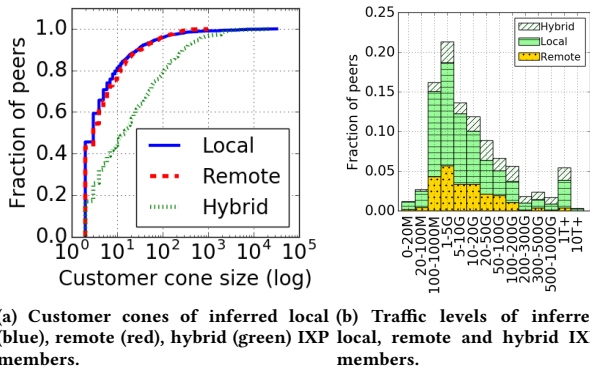 Fraction of peers
1.0
0.8
0.6
0.4
0.2
0.0
10^0 10^1 10^2 10^3 10^4 10^5
Customer cone size (log)
Local
Remote
Hybrid
Fraction of peers
0.25
0.20
0.15
0.10
0.05
0.00
Hybrid
Local
Remote
0-20M
20-100M
100-1000M
1-5G
5-10G
10-20G
20-50G
50-100G
100-200G
200-300G
300-500G
500-1000G
1T+
10T+
(a) Customer cones of inferred local
(blue), remote (red), hybrid (green) IXP
members.
(b) Traffic levels of inferre
local, remote and hybrid IX
members.